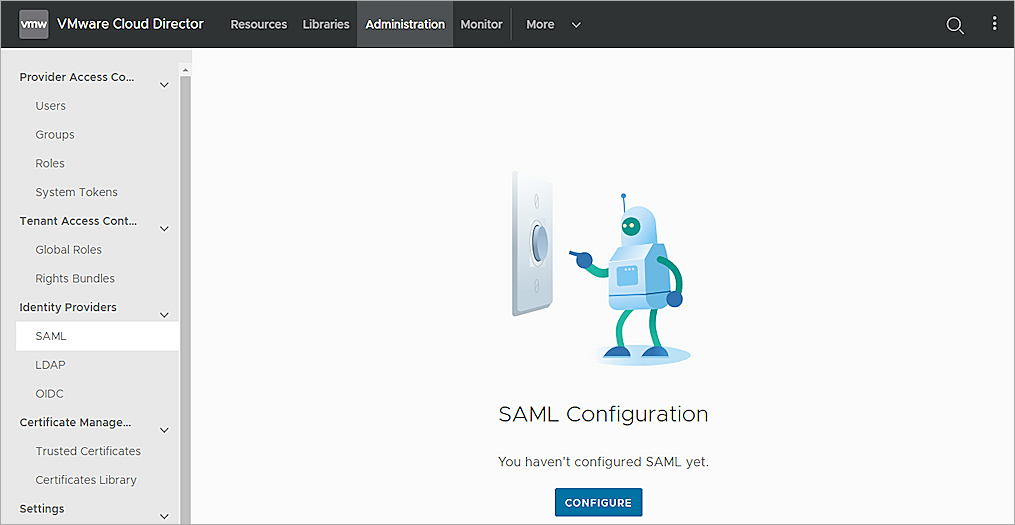 vmw VMware Cloud Director Resources Libraries Administration Monitor More
Provider Access Co...
Users
Groups
Roles
System Tokens
Tenant Access Cont...
Global Roles
Rights Bundles
Identity Providers
SAML
LDAP
OIDC
Certificate Manage...
Trusted Certificates
Certificates Library
Settings
SAML Configuration
You haven't configured SAML yet.
CONFIGURE